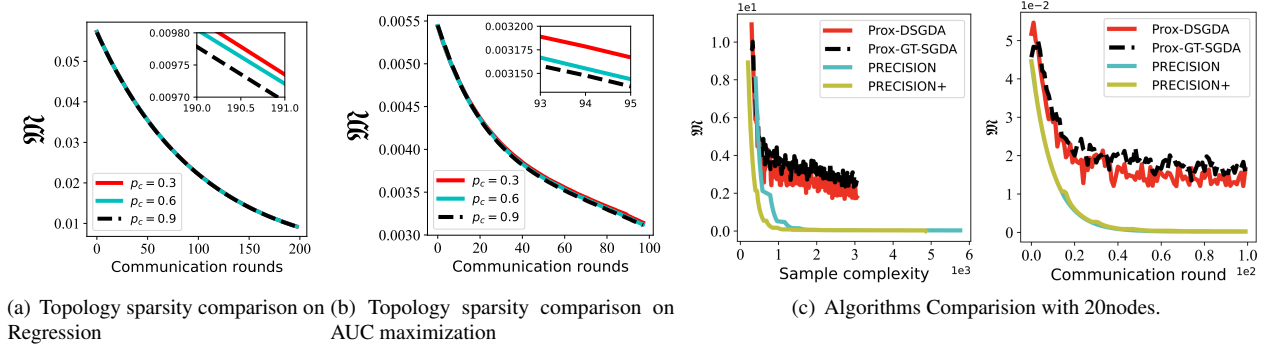 0.05
0.04
0.03
0.02
0.01
𝔐
0.00980
0.00975
0.00970
190.0 190.5 191.0
p_c = 0.3
p_c = 0.6
p_c = 0.9
0 50 100 150 200
Communication rounds
(a) Topology sparsity comparison on
Regression
0.0055
0.0050
0.0045
0.0040
0.0035
0.0030
𝔐
0.003200
0.003175
0.003150
93 94 95
p_c = 0.3
p_c = 0.6
p_c = 0.9
0 20 40 60 80 100
Communication rounds
(b) Topology sparsity comparison on
AUC maximization
1e1
1.0
0.8
0.6
0.4
0.2
0.0
𝔐
Prox-DSGDA
Prox-GT-SGDA
PRECISION
PRECISION+
0 1 2 3 4 5 6
Sample complexity
1e3
1e−2
4
2
0
𝔐
Prox-DSGDA
Prox-GT-SGDA
PRECISION
PRECISION+
0.0 0.2 0.4 0.6 0.8 1.0
Communication round
1e2
(c) Algorithms Comparision with 20nodes.